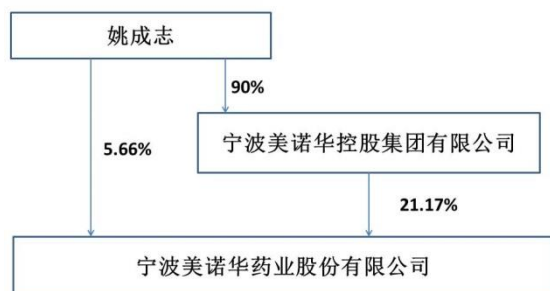 姚成志
90%
宁波美诺华控股集团有限公司
5.66%
21.17%
宁波美诺华药业股份有限公司